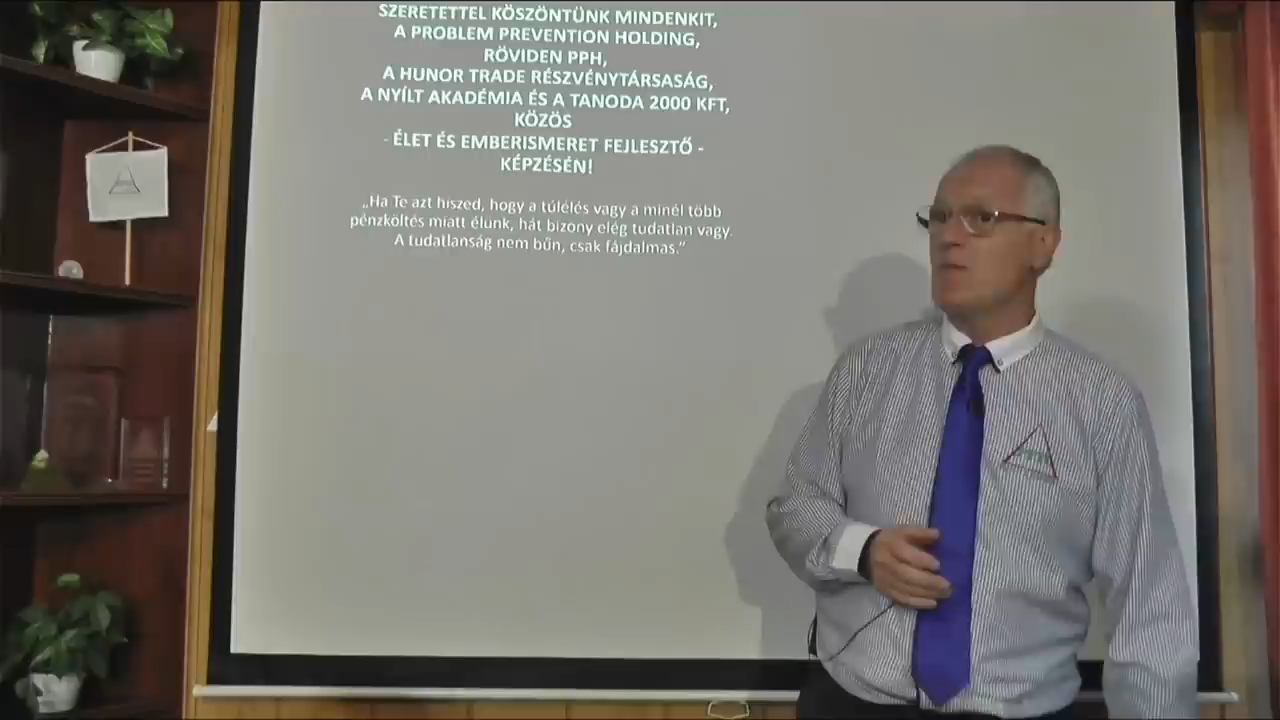 SZERETETTEL KÖSZÖNTÜNK MINDENKIT,
A PROBLEM PREVENTION HOLDING,
RÖVIDEN PPH,
A HUNOR TRADE RÉSZVÉNYTÁRSASÁG,
A NYÍLT AKADÉMIA ÉS A TANODA 2000 KFT,
KÖZÖS
- ÉLET ÉS EMBERISMERET FEJLESZTŐ -
KÉPZÉSÉN!
„Ha Te azt hiszed, hogy a túlélés vagy a minél több
pénzköltés miatt élünk, hát bizony elég tudatlan vagy.
A tudatlanság nem bűn, csak fájdalmas.”